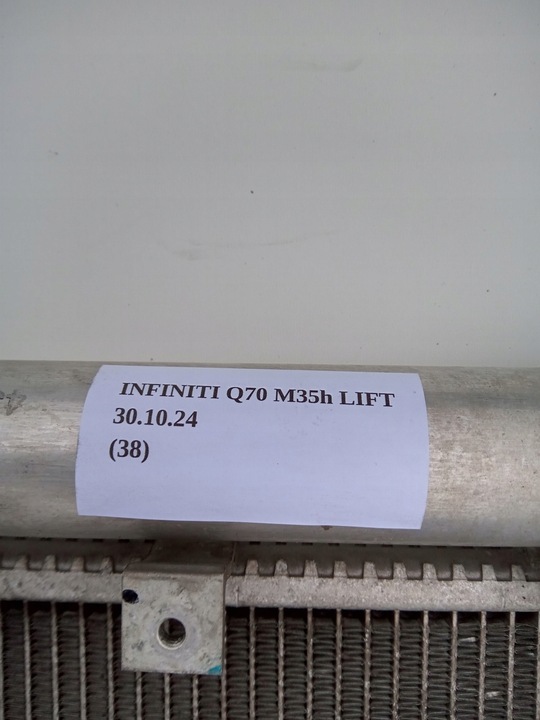 INFINITI Q70 M35h LIFT
30.10.24
(38)